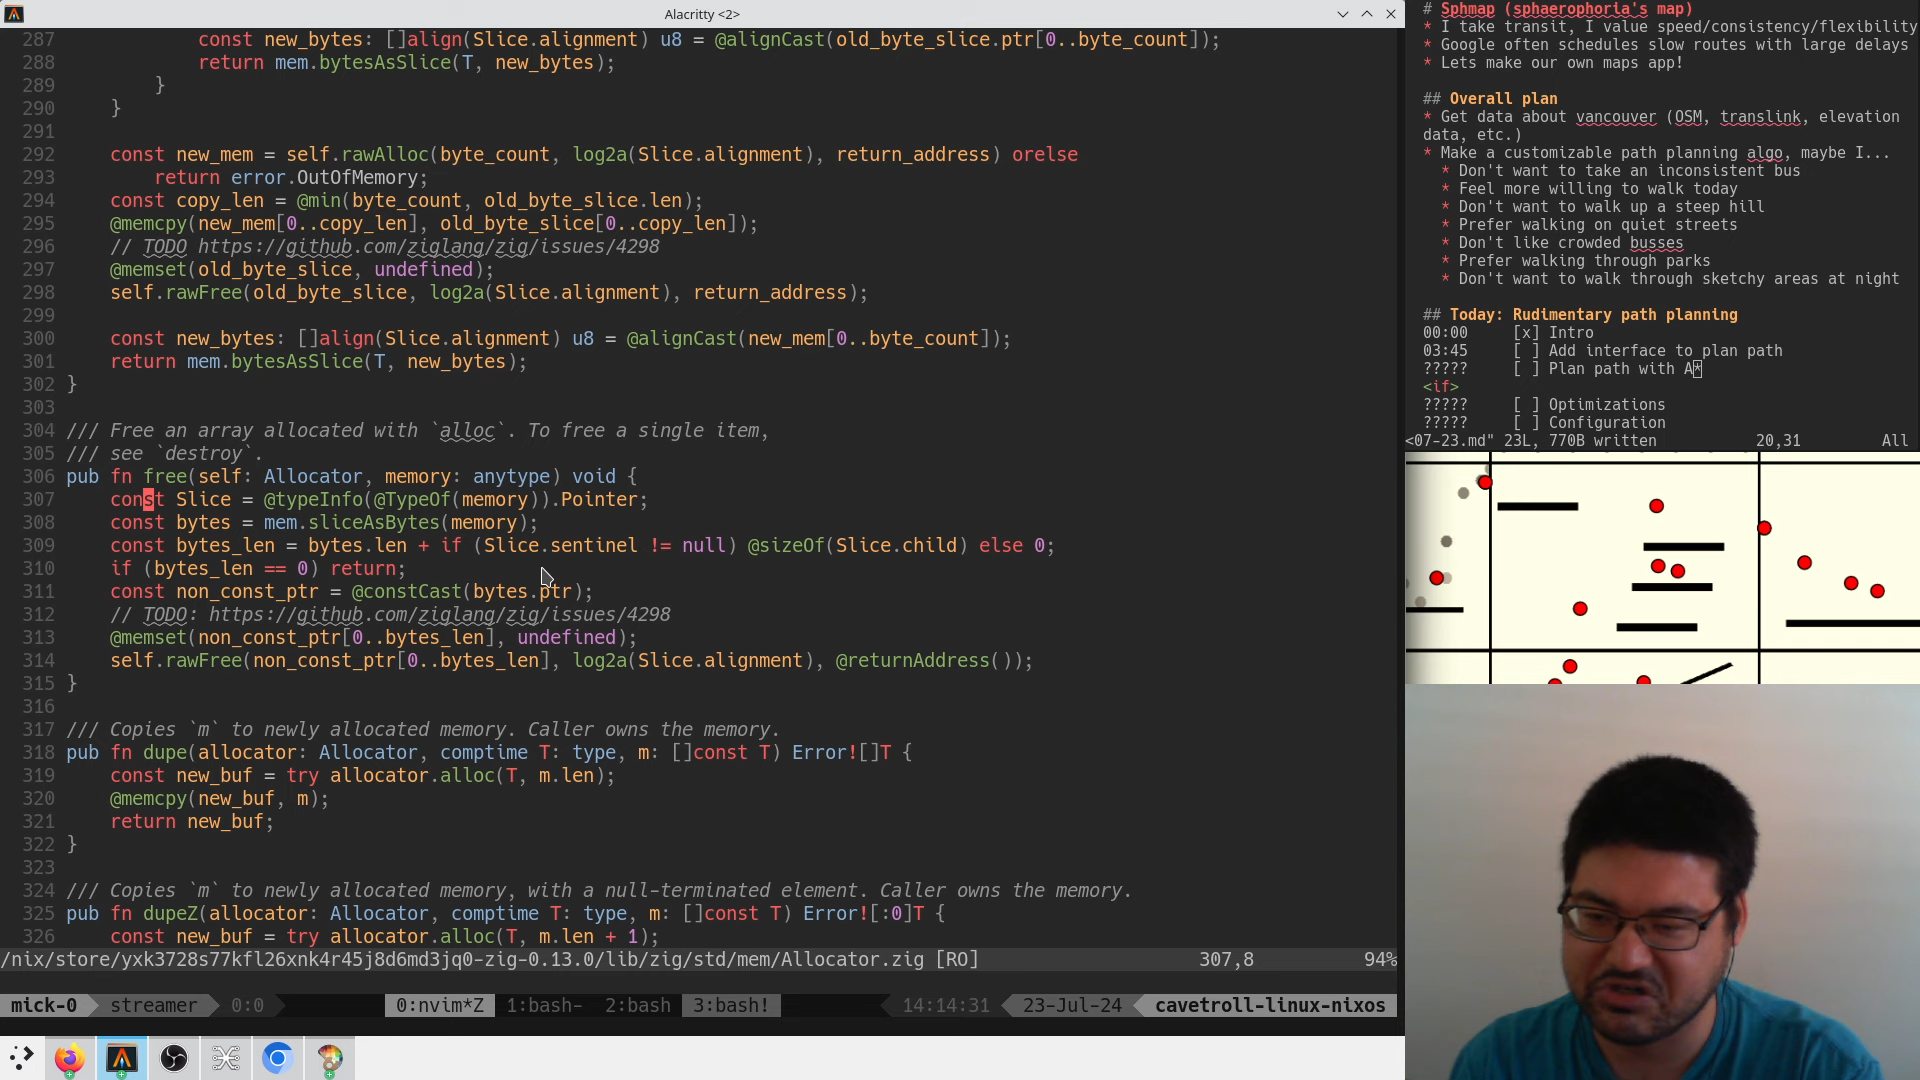 Alacritty <2>
287 const new_bytes: []align(Slice.alignment) u8 = @alignCast(old_byte_slice.ptr[0..byte_count]);
288 return mem.bytesAsSlice(T, new_bytes);
289 }
290 }
291
292 const new_mem = self.rawAlloc(byte_count, log2a(Slice.alignment), return_address) orelse
293 return error.OutOfMemory;
294 const copy_len = @min(byte_count, old_byte_slice.len);
295 @memcpy(new_mem[0..copy_len], old_byte_slice[0..copy_len]);
296 // TODO https://github.com/ziglang/zig/issues/4298
297 @memset(old_byte_slice, undefined);
298 self.rawFree(old_byte_slice, log2a(Slice.alignment), return_address);
299
300 const new_bytes: []align(Slice.alignment) u8 = @alignCast(new_mem[0..byte_count]);
301 return mem.bytesAsSlice(T, new_bytes);
302 }
303
304 /// Free an array allocated with `alloc`. To free a single item,
305 /// see `destroy`.
306 pub fn free(self: Allocator, memory: anytype) void {
307 const Slice = @typeInfo(@TypeOf(memory)).Pointer;
308 const bytes = mem.sliceAsBytes(memory);
309 const bytes_len = bytes.len + if (Slice.sentinel != null) @sizeOf(Slice.child) else 0;
310 if (bytes_len == 0) return;
311 const non_const_ptr = @constCast(bytes.ptr);
312 // TODO: https://github.com/ziglang/zig/issues/4298
313 @memset(non_const_ptr[0..bytes_len], undefined);
314 self.rawFree(non_const_ptr[0..bytes_len], log2a(Slice.alignment), @returnAddress());
315 }
316
317 /// Copies `m` to newly allocated memory. Caller owns the memory.
318 pub fn dupe(allocator: Allocator, comptime T: type, m: []const T) Error![]T {
319 const new_buf = try allocator.alloc(T, m.len);
320 @memcpy(new_buf, m);
321 return new_buf;
322 }
323
324 /// Copies `m` to newly allocated memory, with a null-terminated element. Caller owns the memory.
325 pub fn dupeZ(allocator: Allocator, comptime T: type, m: []const T) Error![:0]T {
326 const new_buf = try allocator.alloc(T, m.len + 1);
/nix/store/yxk3728s77kfl26xnk4r45j8d6md3jq0-zig-0.13.0/lib/zig/std/mem/Allocator.zig [RO] 307,8 94%
mick-0 streamer 0:0 0:nvim*Z 1:bash- 2:bash 3:bash! 14:14:31 23-Jul-24 cavetroll-linux-nixos
# Sphmap (sphaerophoria's map)
* I take transit, I value speed/consistency/flexibility
* Google often schedules slow routes with large delays
* Lets make our own maps app!
## Overall plan
* Get data about vancouver (OSM, translink, elevation
data, etc.)
* Make a customizable path planning algo, maybe I...
* Don't want to take an inconsistent bus
* Feel more willing to walk today
* Don't want to walk up a steep hill
* Prefer walking on quiet streets
* Don't like crowded busses
* Prefer walking through parks
* Don't want to walk through sketchy areas at night
## Today: Rudimentary path planning
00:00 [x] Intro
03:45 [ ] Add interface to plan path
????? [ ] Plan path with A*
<if>
????? [ ] Optimizations
????? [ ] Configuration
<07-23.md" 23L, 770B written 20,31 All